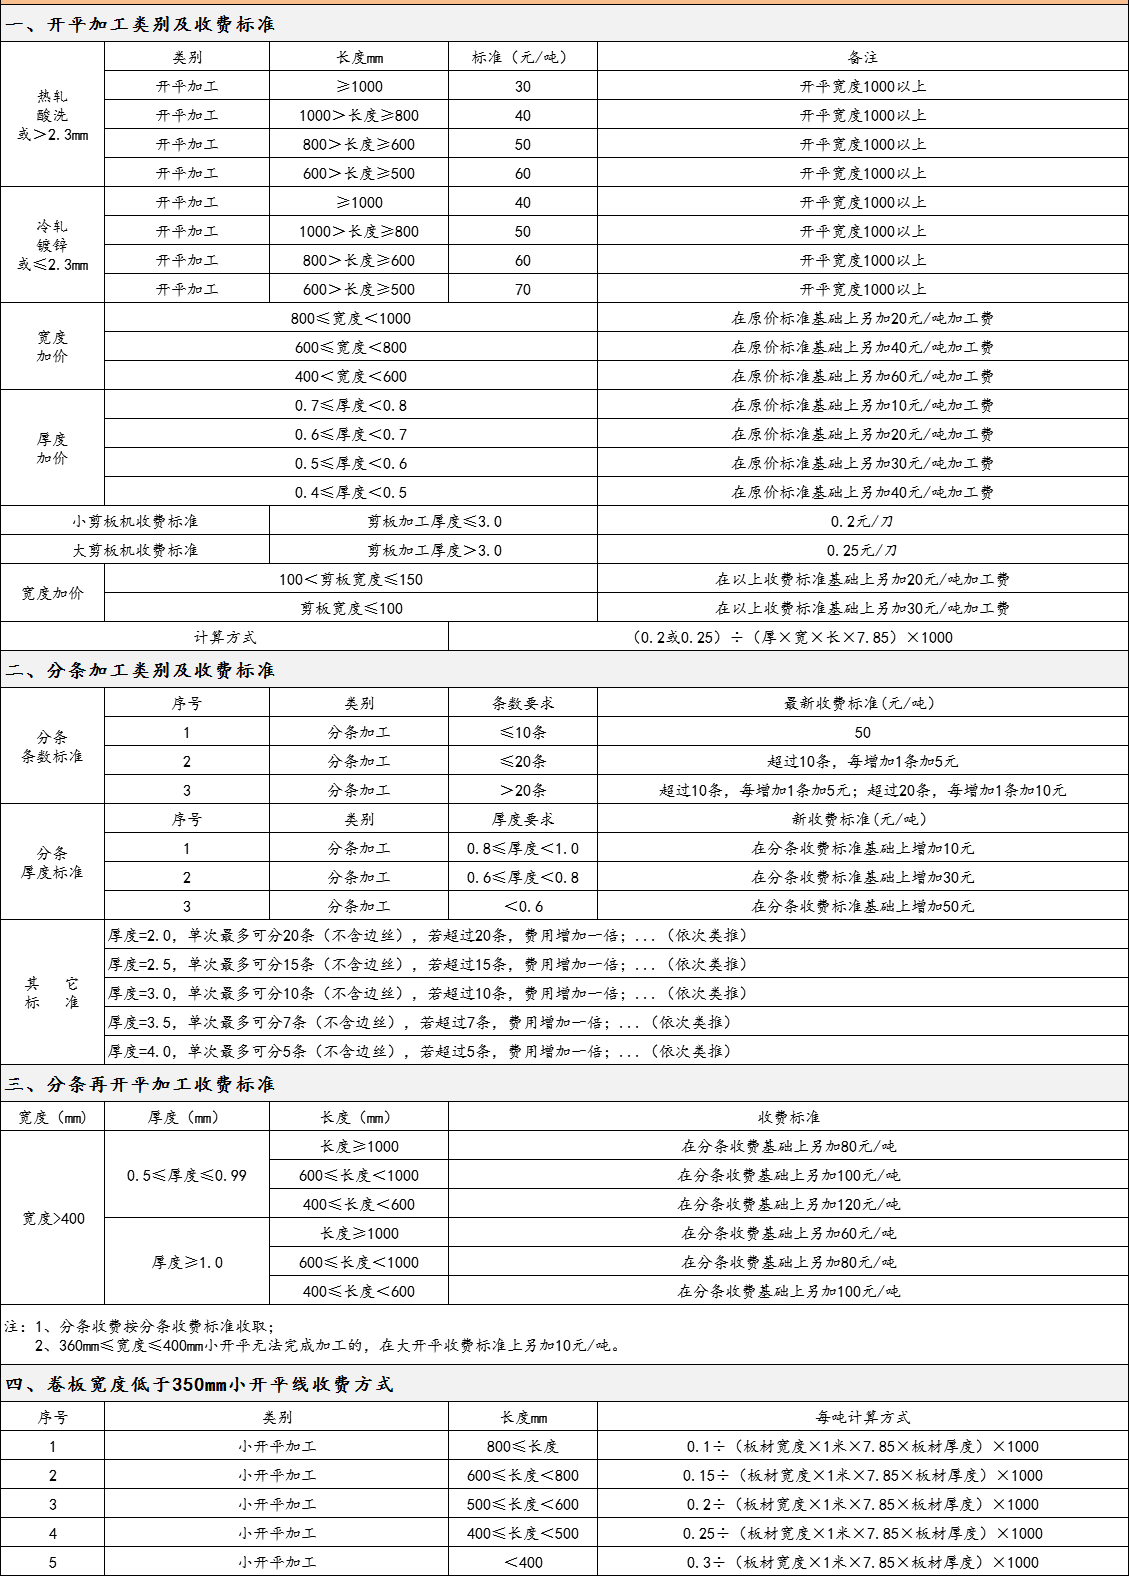 一、开平加工类别及收费标准
类别 长度mm 标准（元/吨） 备注
热轧
酸洗
或＞2.3mm
开平加工 ≥1000 30 开平宽度1000以上
开平加工 1000＞长度≥800 40 开平宽度1000以上
开平加工 800＞长度≥600 50 开平宽度1000以上
开平加工 600＞长度≥500 60 开平宽度1000以上
冷轧
镀锌
或≤2.3mm
开平加工 ≥1000 40 开平宽度1000以上
开平加工 1000＞长度≥800 50 开平宽度1000以上
开平加工 800＞长度≥600 60 开平宽度1000以上
开平加工 600＞长度≥500 70 开平宽度1000以上
宽度
加价
800≤宽度＜1000 在原价标准基础上另加20元/吨加工费
600≤宽度＜800 在原价标准基础上另加40元/吨加工费
400＜宽度＜600 在原价标准基础上另加60元/吨加工费
厚度
加价
0.7≤厚度＜0.8 在原价标准基础上另加10元/吨加工费
0.6≤厚度＜0.7 在原价标准基础上另加20元/吨加工费
0.5≤厚度＜0.6 在原价标准基础上另加30元/吨加工费
0.4≤厚度＜0.5 在原价标准基础上另加40元/吨加工费
小剪板机收费标准 剪板加工厚度≤3.0 0.2元/刀
大剪板机收费标准 剪板加工厚度＞3.0 0.25元/刀
宽度加价
100＜剪板宽度≤150 在以上收费标准基础上另加20元/吨加工费
剪板宽度≤100 在以上收费标准基础上另加30元/吨加工费
计算方式 （0.2或0.25）÷（厚×宽×长×7.85）×1000
二、分条加工类别及收费标准
分条
条数标准
序号 类别 条数要求 最新收费标准(元/吨)
1 分条加工 ≤10条 50
2 分条加工 ≤20条 超过10条，每增加1条加5元
3 分条加工 ＞20条 超过10条，每增加1条加5元；超过20条，每增加1条加10元
分条
厚度标准
序号 类别 厚度要求 新收费标准(元/吨)
1 分条加工 0.8≤厚度＜1.0 在分条收费标准基础上增加10元
2 分条加工 0.6≤厚度＜0.8 在分条收费标准基础上增加30元
3 分条加工 ＜0.6 在分条收费标准基础上增加50元
其 它
标 准
厚度=2.0，单次最多可分20条（不含边丝），若超过20条，费用增加一倍；...（依次类推）
厚度=2.5，单次最多可分15条（不含边丝），若超过15条，费用增加一倍；...（依次类推）
厚度=3.0，单次最多可分10条（不含边丝），若超过10条，费用增加一倍；...（依次类推）
厚度=3.5，单次最多可分7条（不含边丝），若超过7条，费用增加一倍；...（依次类推）
厚度=4.0，单次最多可分5条（不含边丝），若超过5条，费用增加一倍；...（依次类推）
三、分条再开平加工收费标准
宽度（mm) 厚度（mm） 长度（mm） 收费标准
宽度>400
0.5≤厚度≤0.99
长度≥1000 在分条收费基础上另加80元/吨
600≤长度＜1000 在分条收费基础上另加100元/吨
400≤长度＜600 在分条收费基础上另加120元/吨
厚度≥1.0
长度≥1000 在分条收费基础上另加60元/吨
600≤长度＜1000 在分条收费基础上另加80元/吨
400≤长度＜600 在分条收费基础上另加100元/吨
注：1、分条收费按分条收费标准收取；
2、360mm≤宽度≤400mm小开平无法完成加工的，在大开平收费标准上另加10元/吨。
四、卷板宽度低于350mm小开平线收费方式
序号 类别 长度mm 每吨计算方式
1 小开平加工 800≤长度 0.1÷（板材宽度×1米×7.85×板材厚度）×1000
2 小开平加工 600≤长度＜800 0.15÷（板材宽度×1米×7.85×板材厚度）×1000
3 小开平加工 500≤长度＜600 0.2÷（板材宽度×1米×7.85×板材厚度）×1000
4 小开平加工 400≤长度＜500 0.25÷（板材宽度×1米×7.85×板材厚度）×1000
5 小开平加工 ＜400 0.3÷（板材宽度×1米×7.85×板材厚度）×1000